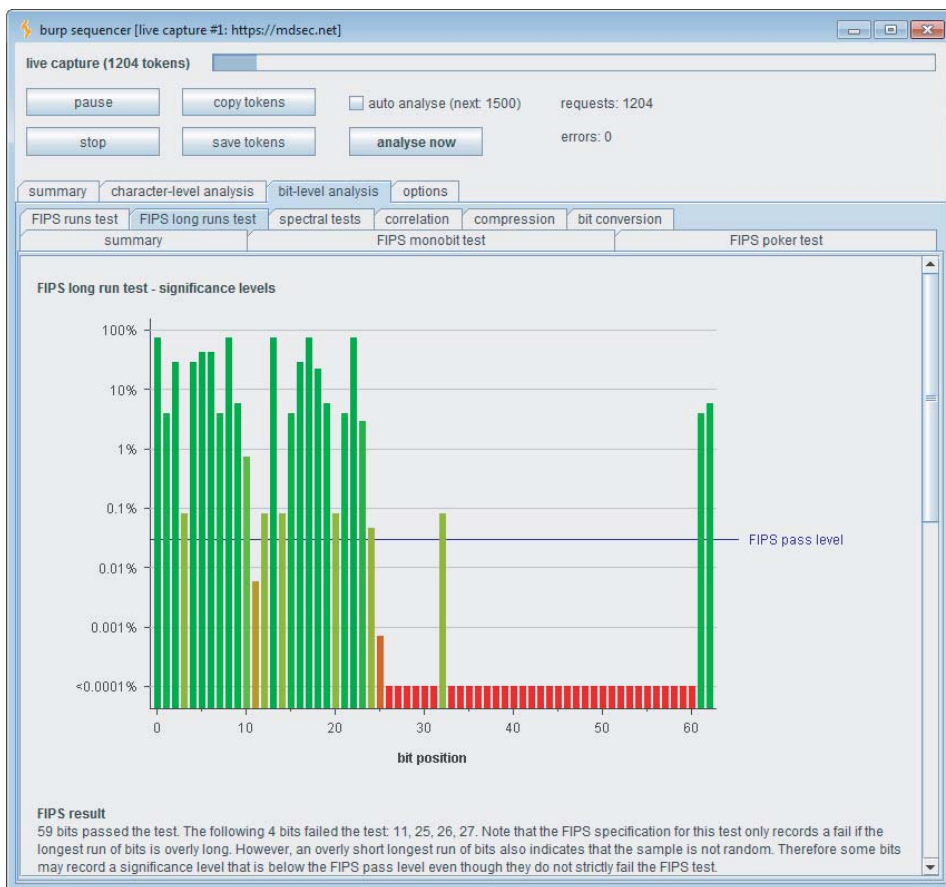 burp sequencer [live capture #1: https://mdsec.net]
live capture (1204 tokens)
pause copy tokens auto analyse (next: 1500) requests: 1204
stop save tokens analyse now errors: 0
summary character-level analysis bit-level analysis options
FIPS runs test FIPS long runs test spectral tests correlation compression bit conversion
summary FIPS monobit test FIPS poker test
FIPS long run test - significance levels
100%
10%
1%
0.1%
FIPS pass level
0.01%
0.001%
<0.0001%
0 10 20 30 40 50 60
bit position
FIPS result
59 bits passed the test. The following 4 bits failed the test: 11, 25, 26, 27. Note that the FIPS specification for this test only records a fail if the
longest run of bits is overly long. However, an overly short longest run of bits also indicates that the sample is not random. Therefore some bits
may record a significance level that is below the FIPS pass level even though they do not strictly fail the FIPS test.